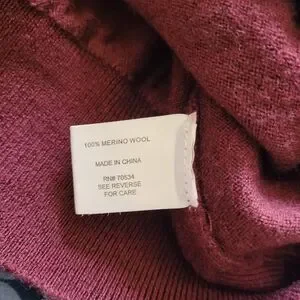 100% MERINO WOOL
MADE IN CHINA
RN# 70534
SEE REVERSE
FOR CARE